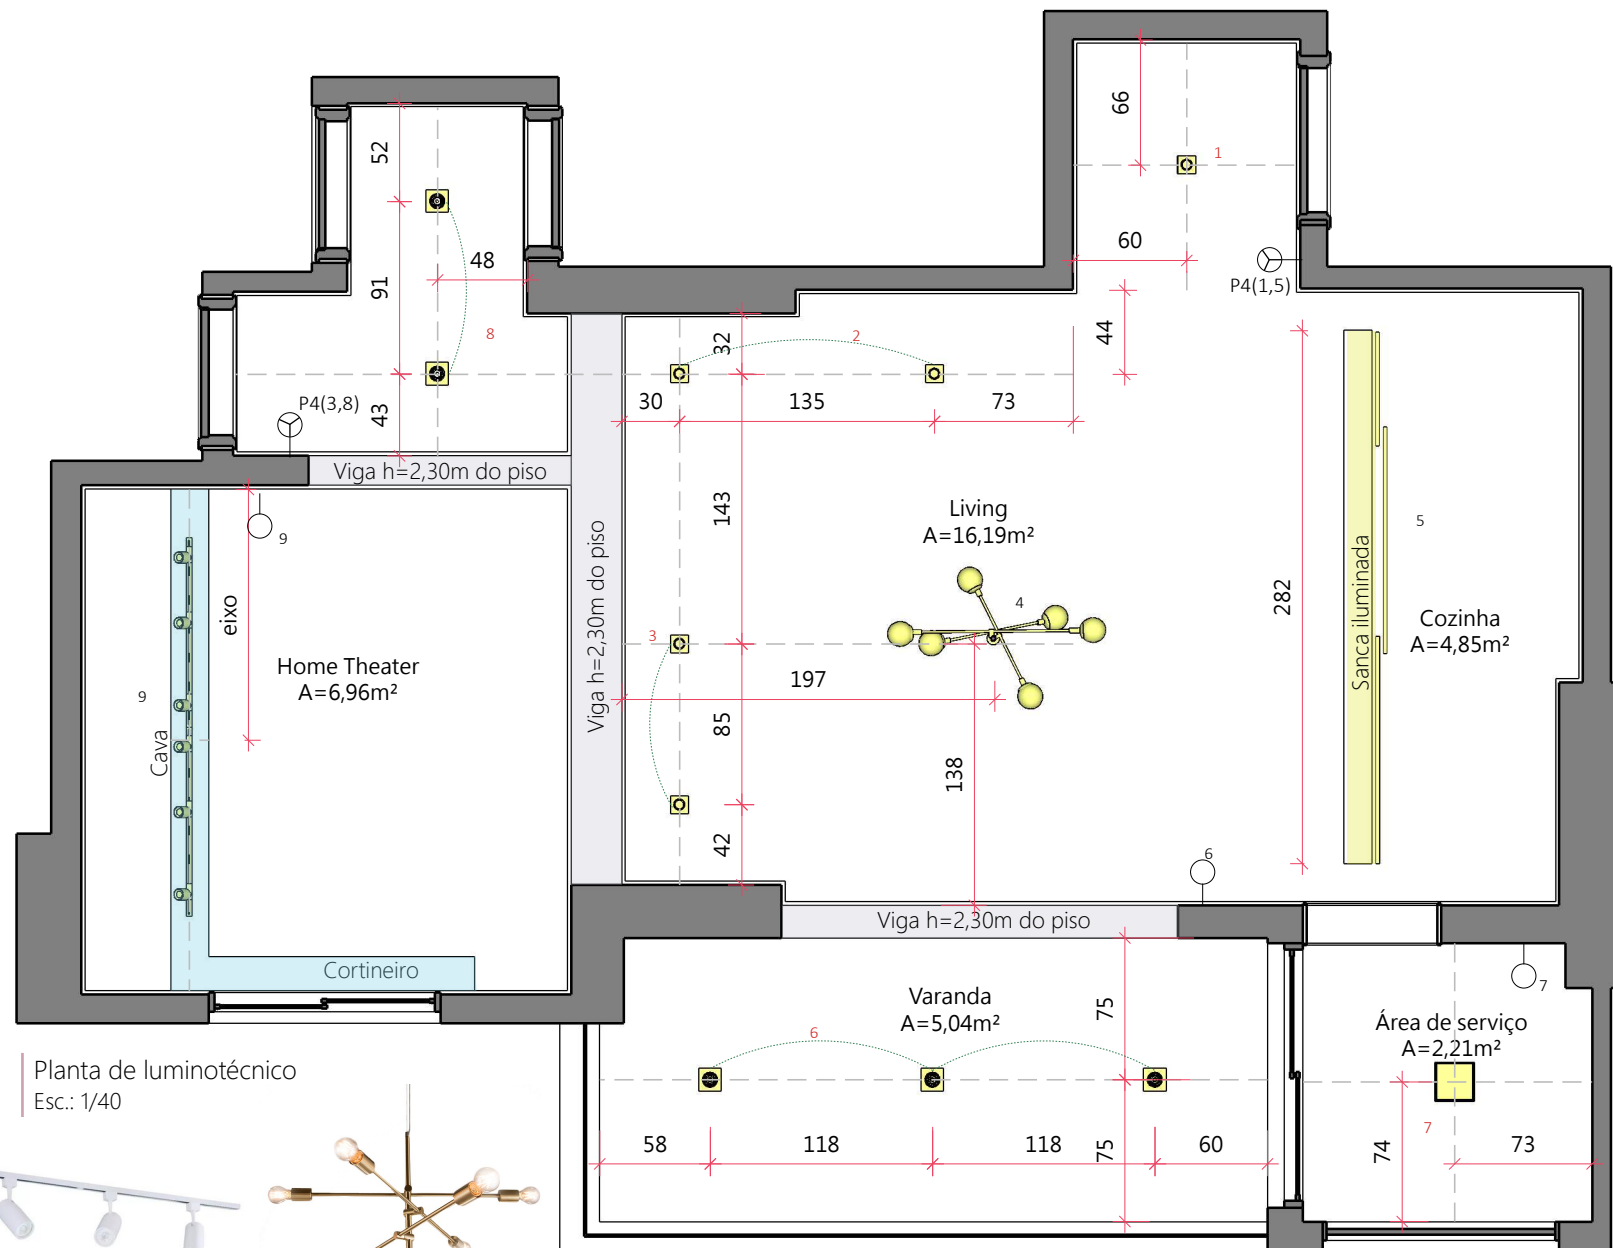 66
1
52
60
48
91
P4(1,5)
8
32
2
44
30
135
73
P4(3,8)
43
Viga h=2,30m do piso
143
Living
A=16,19m²
5
9
Viga h=2,30m do piso
eixo
282
Sanca iluminada
4
3
Cozinha
A=4,85m²
Home Theater
A=6,96m²
197
9
Cava
85
138
42
6
Viga h=2,30m do piso
Cortineiro
7
Varanda
A=5,04m²
75
Área de serviço
A=2,21m²
6
Planta de luminotécnico
Esc.: 1/40
58
118
118
75
60
74
7
73